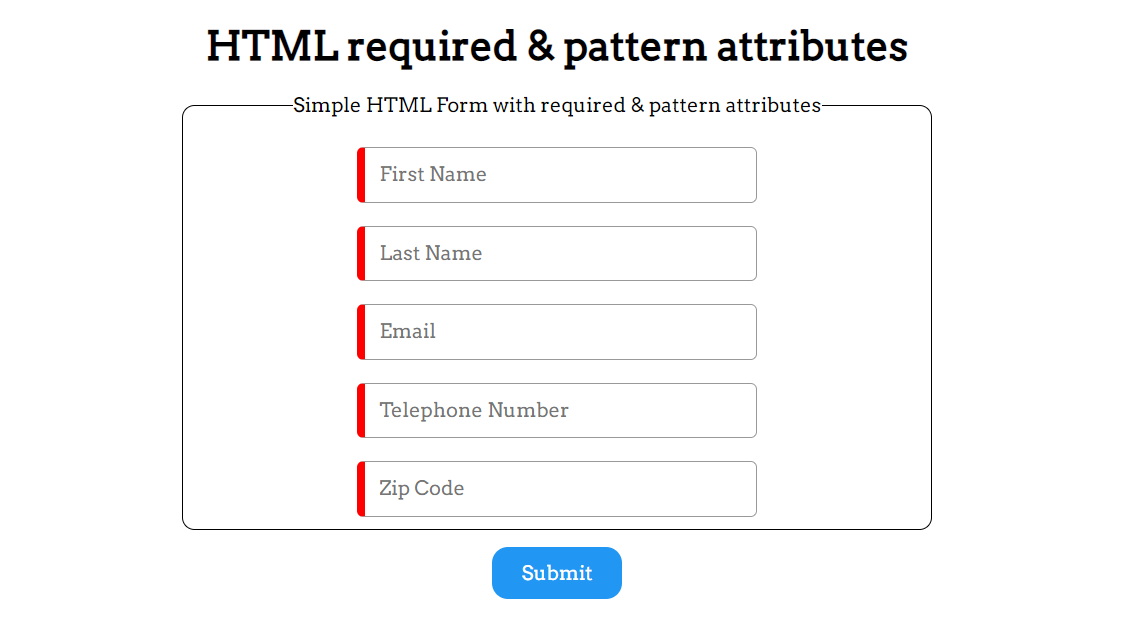 HTML required & pattern attributes
Simple HTML Form with required & pattern attributes
First Name
Last Name
Email
Telephone Number
Zip Code
Submit